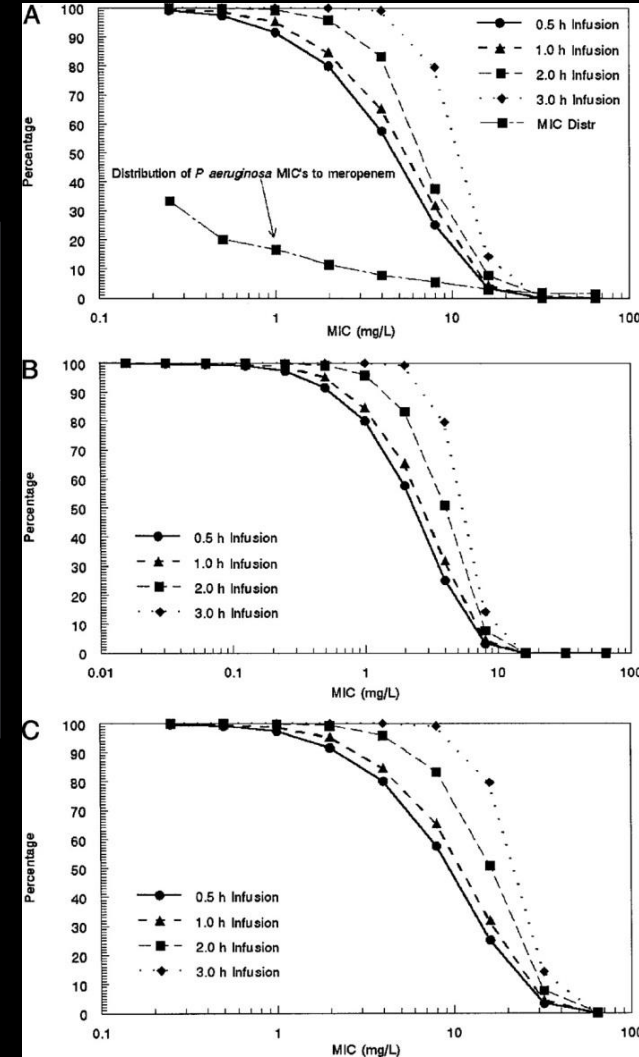 A
100
90
80
70
60
50
40
30
20
10
0
Percentage
0.5 h Infusion
1.0 h Infusion
2.0 h Infusion
3.0 h Infusion
MIC Distr
Distribution of P aeruginosa MIC's to meropenem
0.1
1
10
100
MIC (mg/L)
B
100
90
80
70
60
50
40
30
20
10
0
Percentage
0.5 h Infusion
1.0 h Infusion
2.0 h Infusion
3.0 h Infusion
0.01
0.1
1
10
100
MIC (mg/L)
C
100
90
80
70
60
50
40
30
20
10
0
Percentage
0.5 h Infusion
1.0 h Infusion
2.0 h Infusion
3.0 h Infusion
0.1
1
10
100
MIC (mg/L)